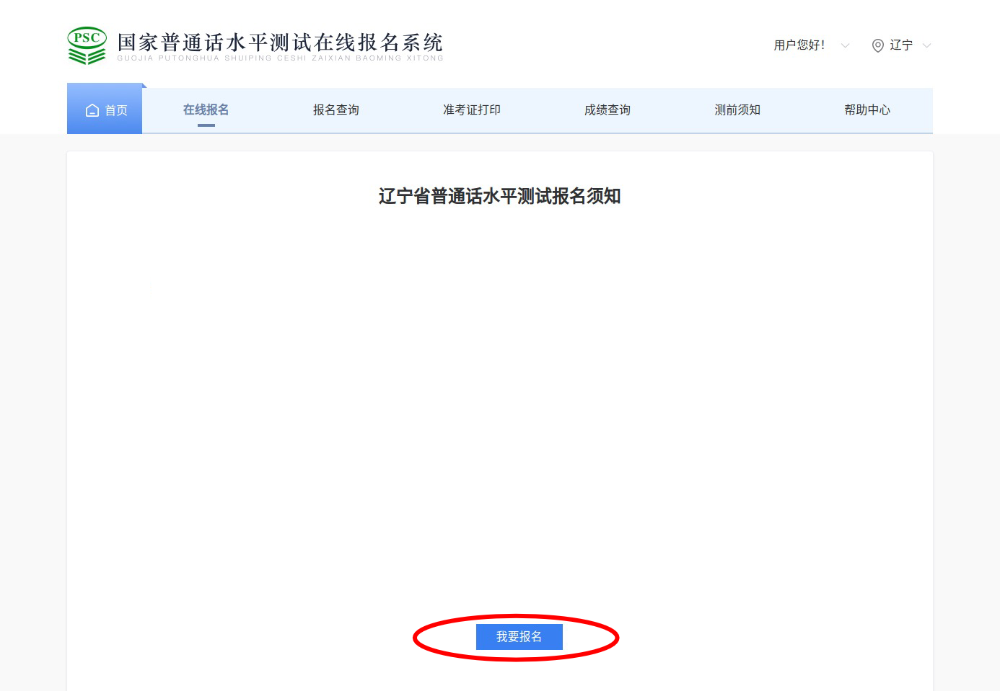 PSC
国家普通话水平测试在线报名系统
GUOJIA PUTONGHUA SHUIPING CESHI ZAIXIAN BAOMING XITONG
用户您好！
辽宁
首页
在线报名
报名查询
准考证打印
成绩查询
测前须知
帮助中心
辽宁省普通话水平测试报名须知
我要报名